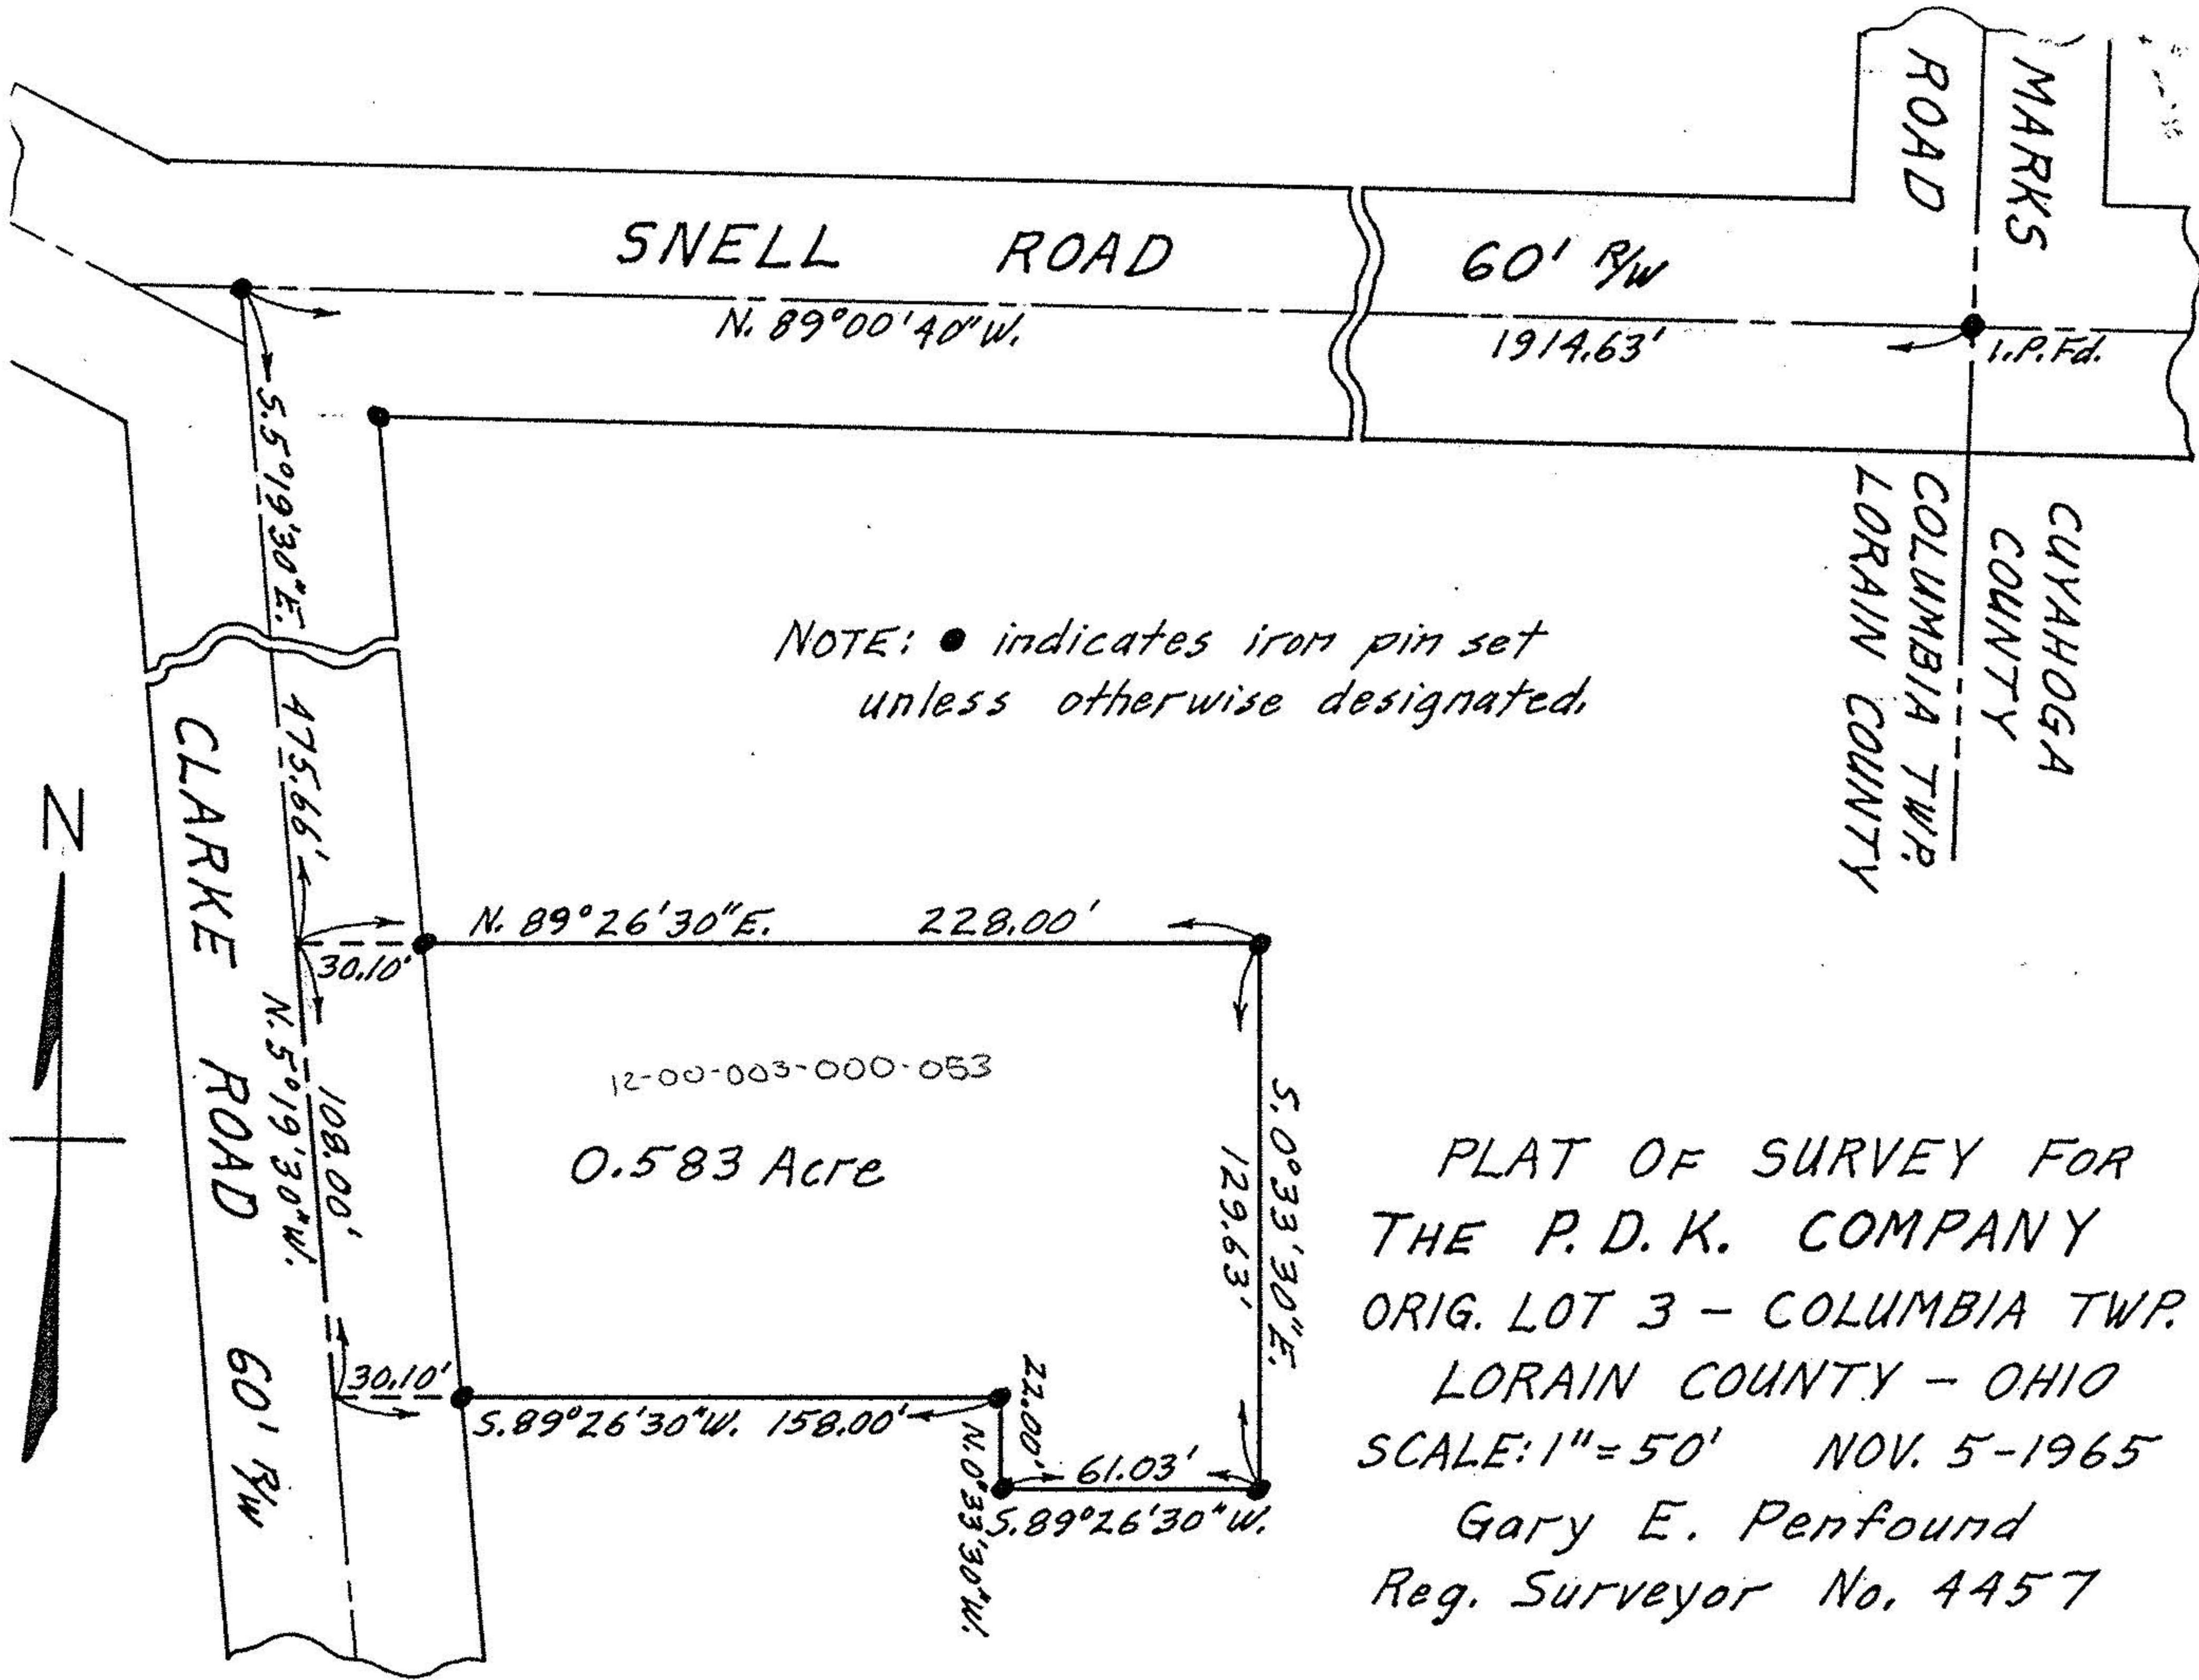 MARKS
ROAD
SNELL ROAD 60' R/W
N. 89°00'40"W. 1914.63' I.P. Fd.
S. 5°19'30"E. 475.66'
CUYAHOGA
COUNTY
COLUMBIA TWP.
LORAIN COUNTY
NOTE: ● indicates iron pin set
unless otherwise designated.
N
CLARKE ROAD 60' R/W
N. 89°26'30"E. 228.00'
30.10'
108.00'
N. 5°19'30"W.
12-00-003-000-053
0.583 Acre
S. 0°33'30"E.
129.63'
30.10'
S. 89°26'30"W. 158.00'
22.00'
N. 0°33'30"W.
61.03'
S. 89°26'30"W.
PLAT OF SURVEY FOR
THE P. D. K. COMPANY
ORIG. LOT 3 - COLUMBIA TWP.
LORAIN COUNTY - OHIO
SCALE: 1"=50' NOV. 5-1965
Gary E. Penfound
Reg. Surveyor No. 4457